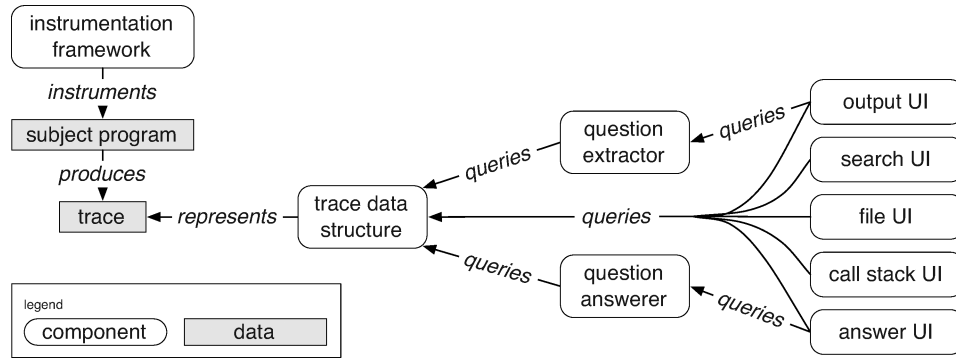 instrumentation
framework
instruments
subject program
produces
trace
represents
trace data
structure
queries
question
extractor
queries
queries
queries
question
answerer
queries
output UI
search UI
file UI
call stack UI
answer UI
legend
component
data